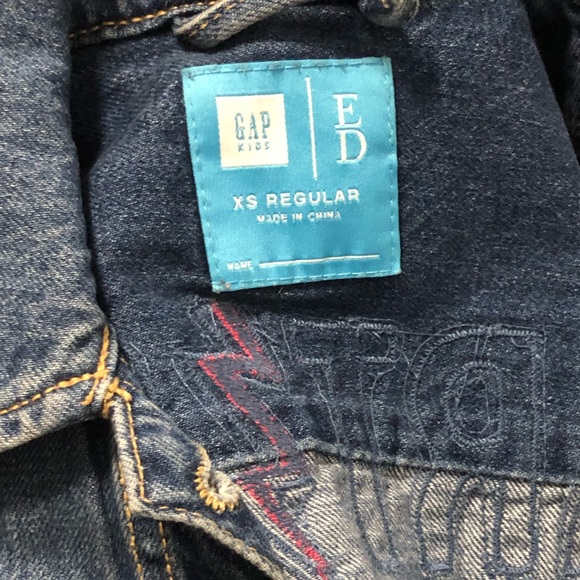 GAP
KIDS
ED
XS REGULAR
MADE IN CHINA
NAME